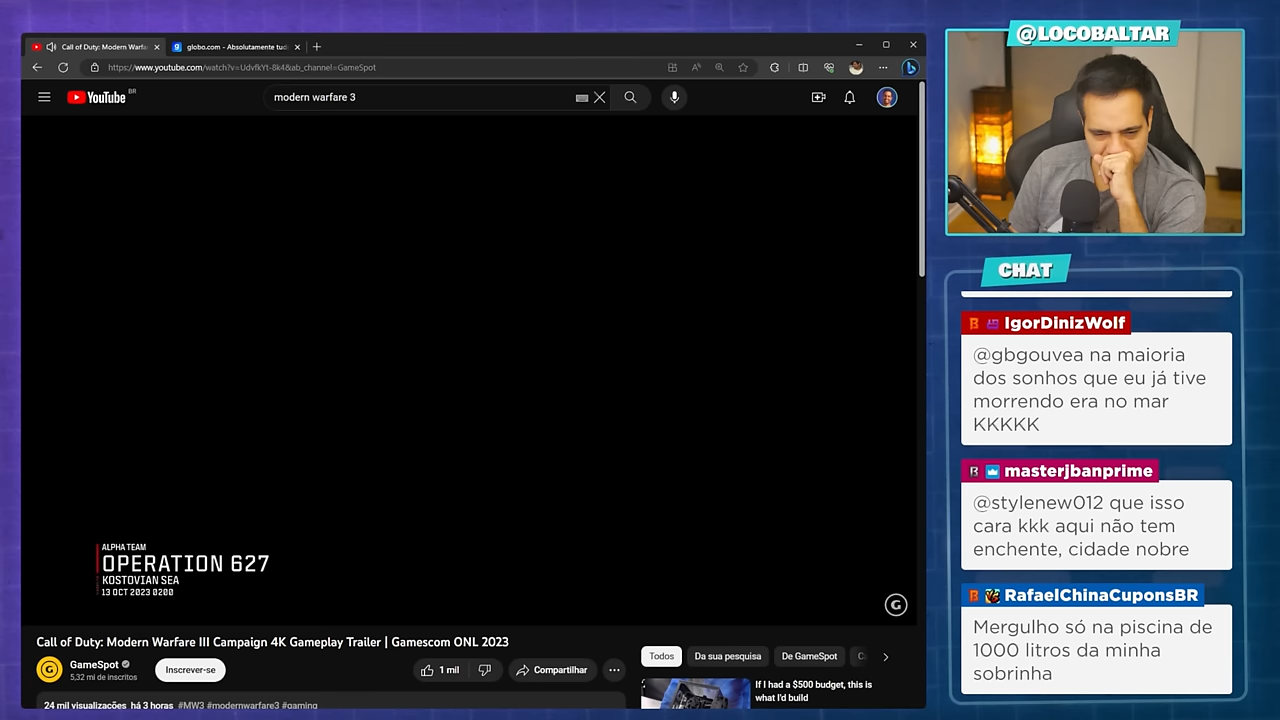 Call of Duty: Modern Warfa
globo.com - Absolutamente tud
https://www.youtube.com/watch?v=UdvfkYt-8k4&ab_channel=GameSpot
YouTube BR
modern warfare 3
ALPHA TEAM
OPERATION 627
KOSTOVIAN SEA
13 OCT 2023 0200
Call of Duty: Modern Warfare III Campaign 4K Gameplay Trailer | Gamescom ONL 2023
GameSpot
5,32 mi de inscritos
Inscrever-se
1 mil
Compartilhar
24 mil visualizações há 3 horas #MW3 #modernwarfare3 #gaming
Todos
Da sua pesquisa
De GameSpot
If I had a $500 budget, this is
what I'd build
@LOCOBALTAR
CHAT
IgorDinizWolf
@gbgouvea na maioria
dos sonhos que eu já tive
morrendo era no mar
KKKKK
masterjbanprime
@stylenew012 que isso
cara kkk aqui não tem
enchente, cidade nobre
RafaelChinaCuponsBR
Mergulho só na piscina de
1000 litros da minha
sobrinha